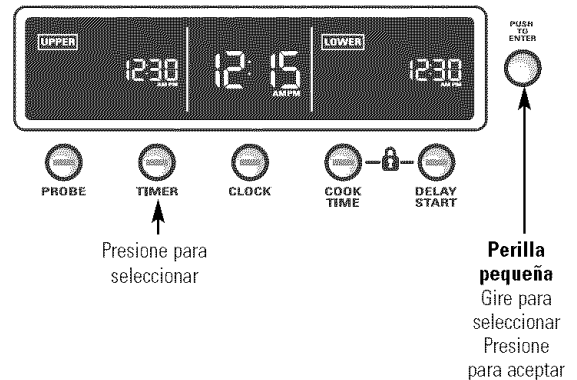 PUSH
TO
ENTER
UPPER
LOWER
12:30
AM PM
12:15
AM PM
12:30
AM PM
PROBE
TIMER
CLOCK
COOK
TIME
DELAY
START
Presione para
seleccionar
Perilla
pequeña
Gire para
seleccionar
Presione
para aceptar